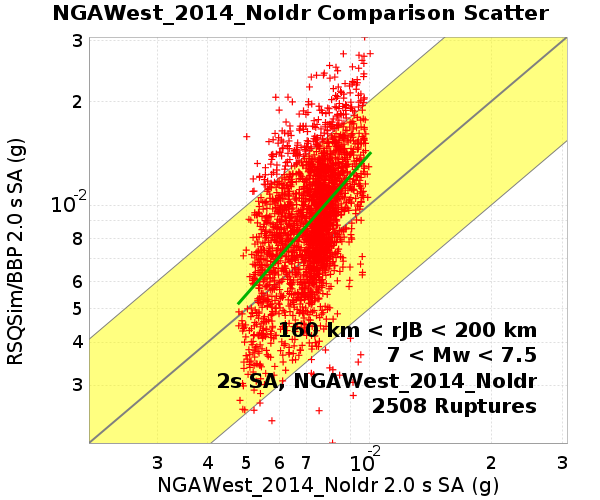 NGAWest_2014_NoIdr Comparison Scatter
RSQSim/BBP 2.0 s SA (g)
3
2
10-2
8
6
5
4
3
160 km < rJB < 200 km
7 < Mw < 7.5
2s SA, NGAWest_2014_NoIdr
2508 Ruptures
3 4 5 6 7 10-2 2 3
NGAWest_2014_NoIdr 2.0 s SA (g)